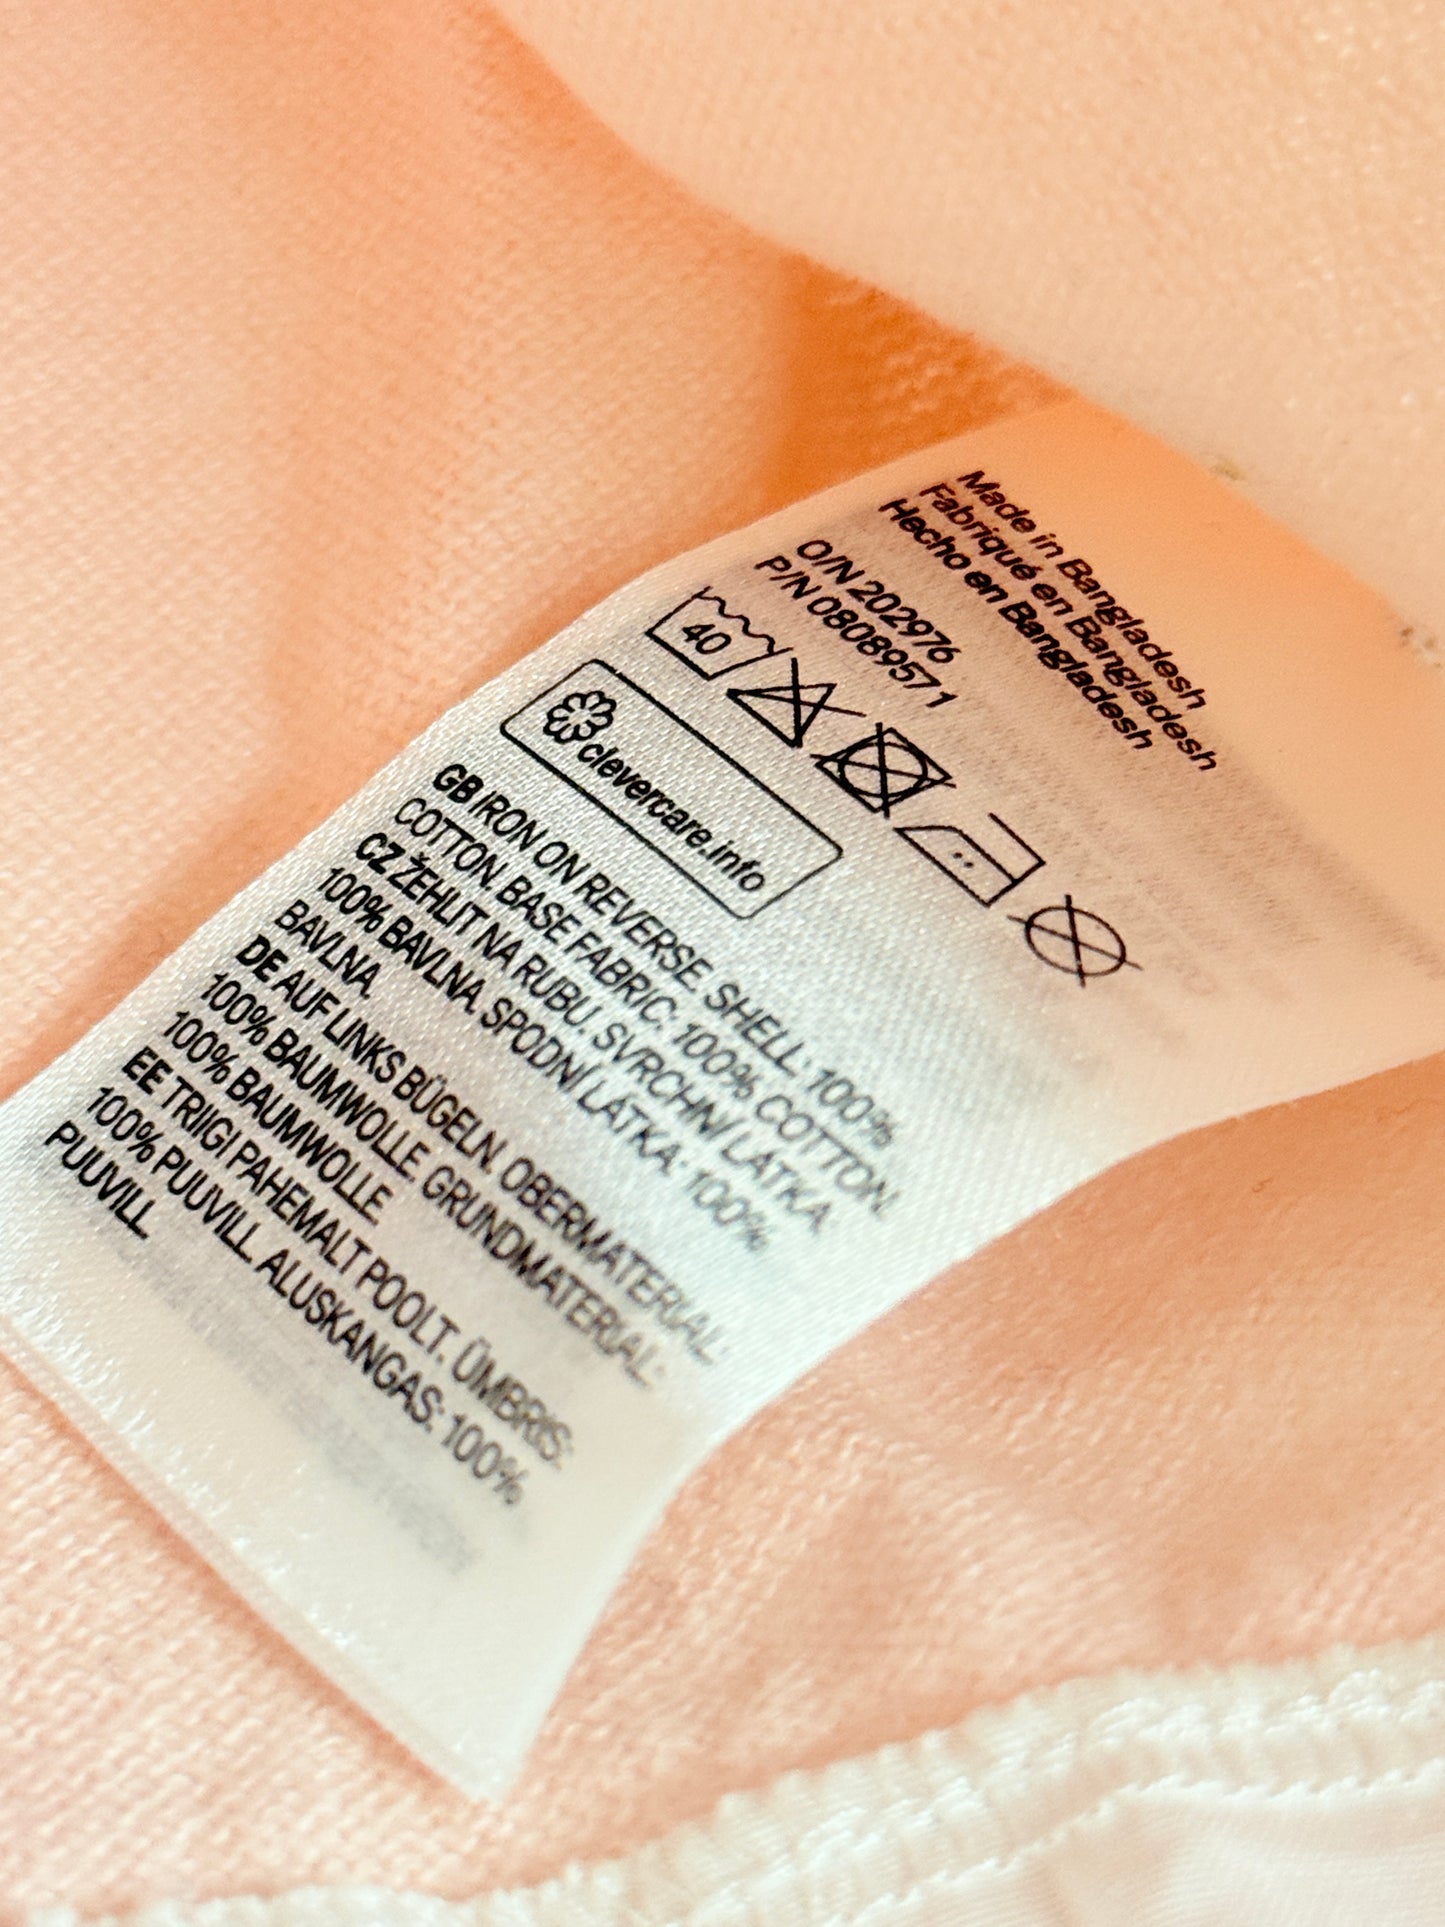 Made in Bangladesh
Fabriqué en Bangladesh
Hecho en Bangladesh
O/N 202976
P/N 08089571
40
clevercare.info
GB IRON ON REVERSE. SHELL: 100%
COTTON. BASE FABRIC: 100% COTTON.
CZ ŽEHLIT NA RUBU. SVRCHNÍ LÁTKA:
100% BAVLNA. SPODNÍ LÁTKA: 100%
BAVLNA.
DE AUF LINKS BÜGELN. OBERMATERIAL:
100% BAUMWOLLE. GRUNDMATERIAL:
100% BAUMWOLLE
EE TRIIGI PAHEMALT POOLT. ÜMBRIS:
100% PUUVILL. ALUSKANGAS: 100%
PUUVILL.